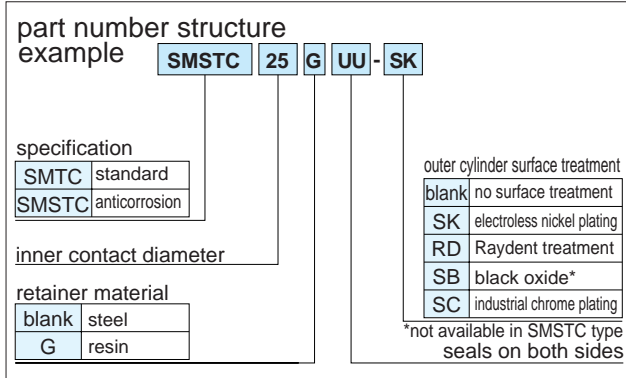 part number structure
example
SMSTC 25 G UU - SK
specification
SMTC standard
SMSTC anticorrosion
inner contact diameter
retainer material
blank steel
G resin
outer cylinder surface treatment
blank no surface treatment
SK electroless nickel plating
RD Raydent treatment
SB black oxide*
SC industrial chrome plating
*not available in SMSTC type
seals on both sides